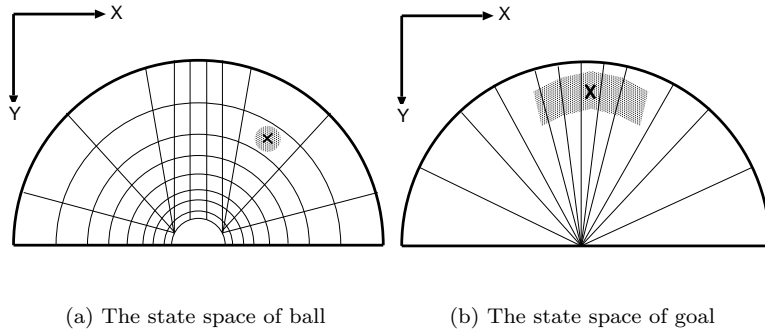 X
Y
X
Y
(a) The state space of ball
(b) The state space of goal